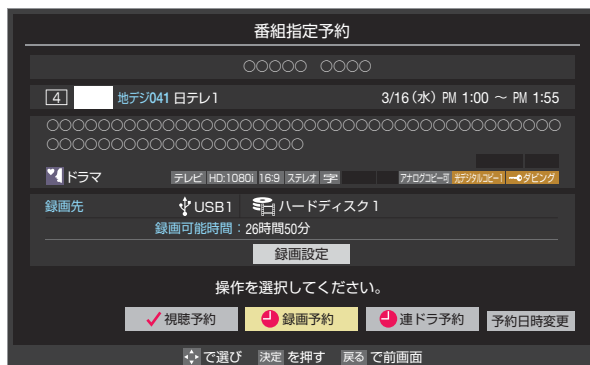 番組指定予約
○○○○○ ○○○○
4 地デジ041 日テレ1 3/16(水) PM 1:00 ～ PM 1:55
○○○○○○○○○○○○○○○○○○○○○○○○○○○○○○
○○○○○○○○○○○○○○○
ドラマ テレビ HD:1080i 16:9 ステレオ 字 アナログコピー可 光デジタルコピー1 ダビング
録画先 USB1 ハードディスク1
録画可能時間：26時間50分
録画設定
操作を選択してください。
視聴予約 録画予約 連ドラ予約 予約日時変更
で選び 決定 を押す 戻る で前画面